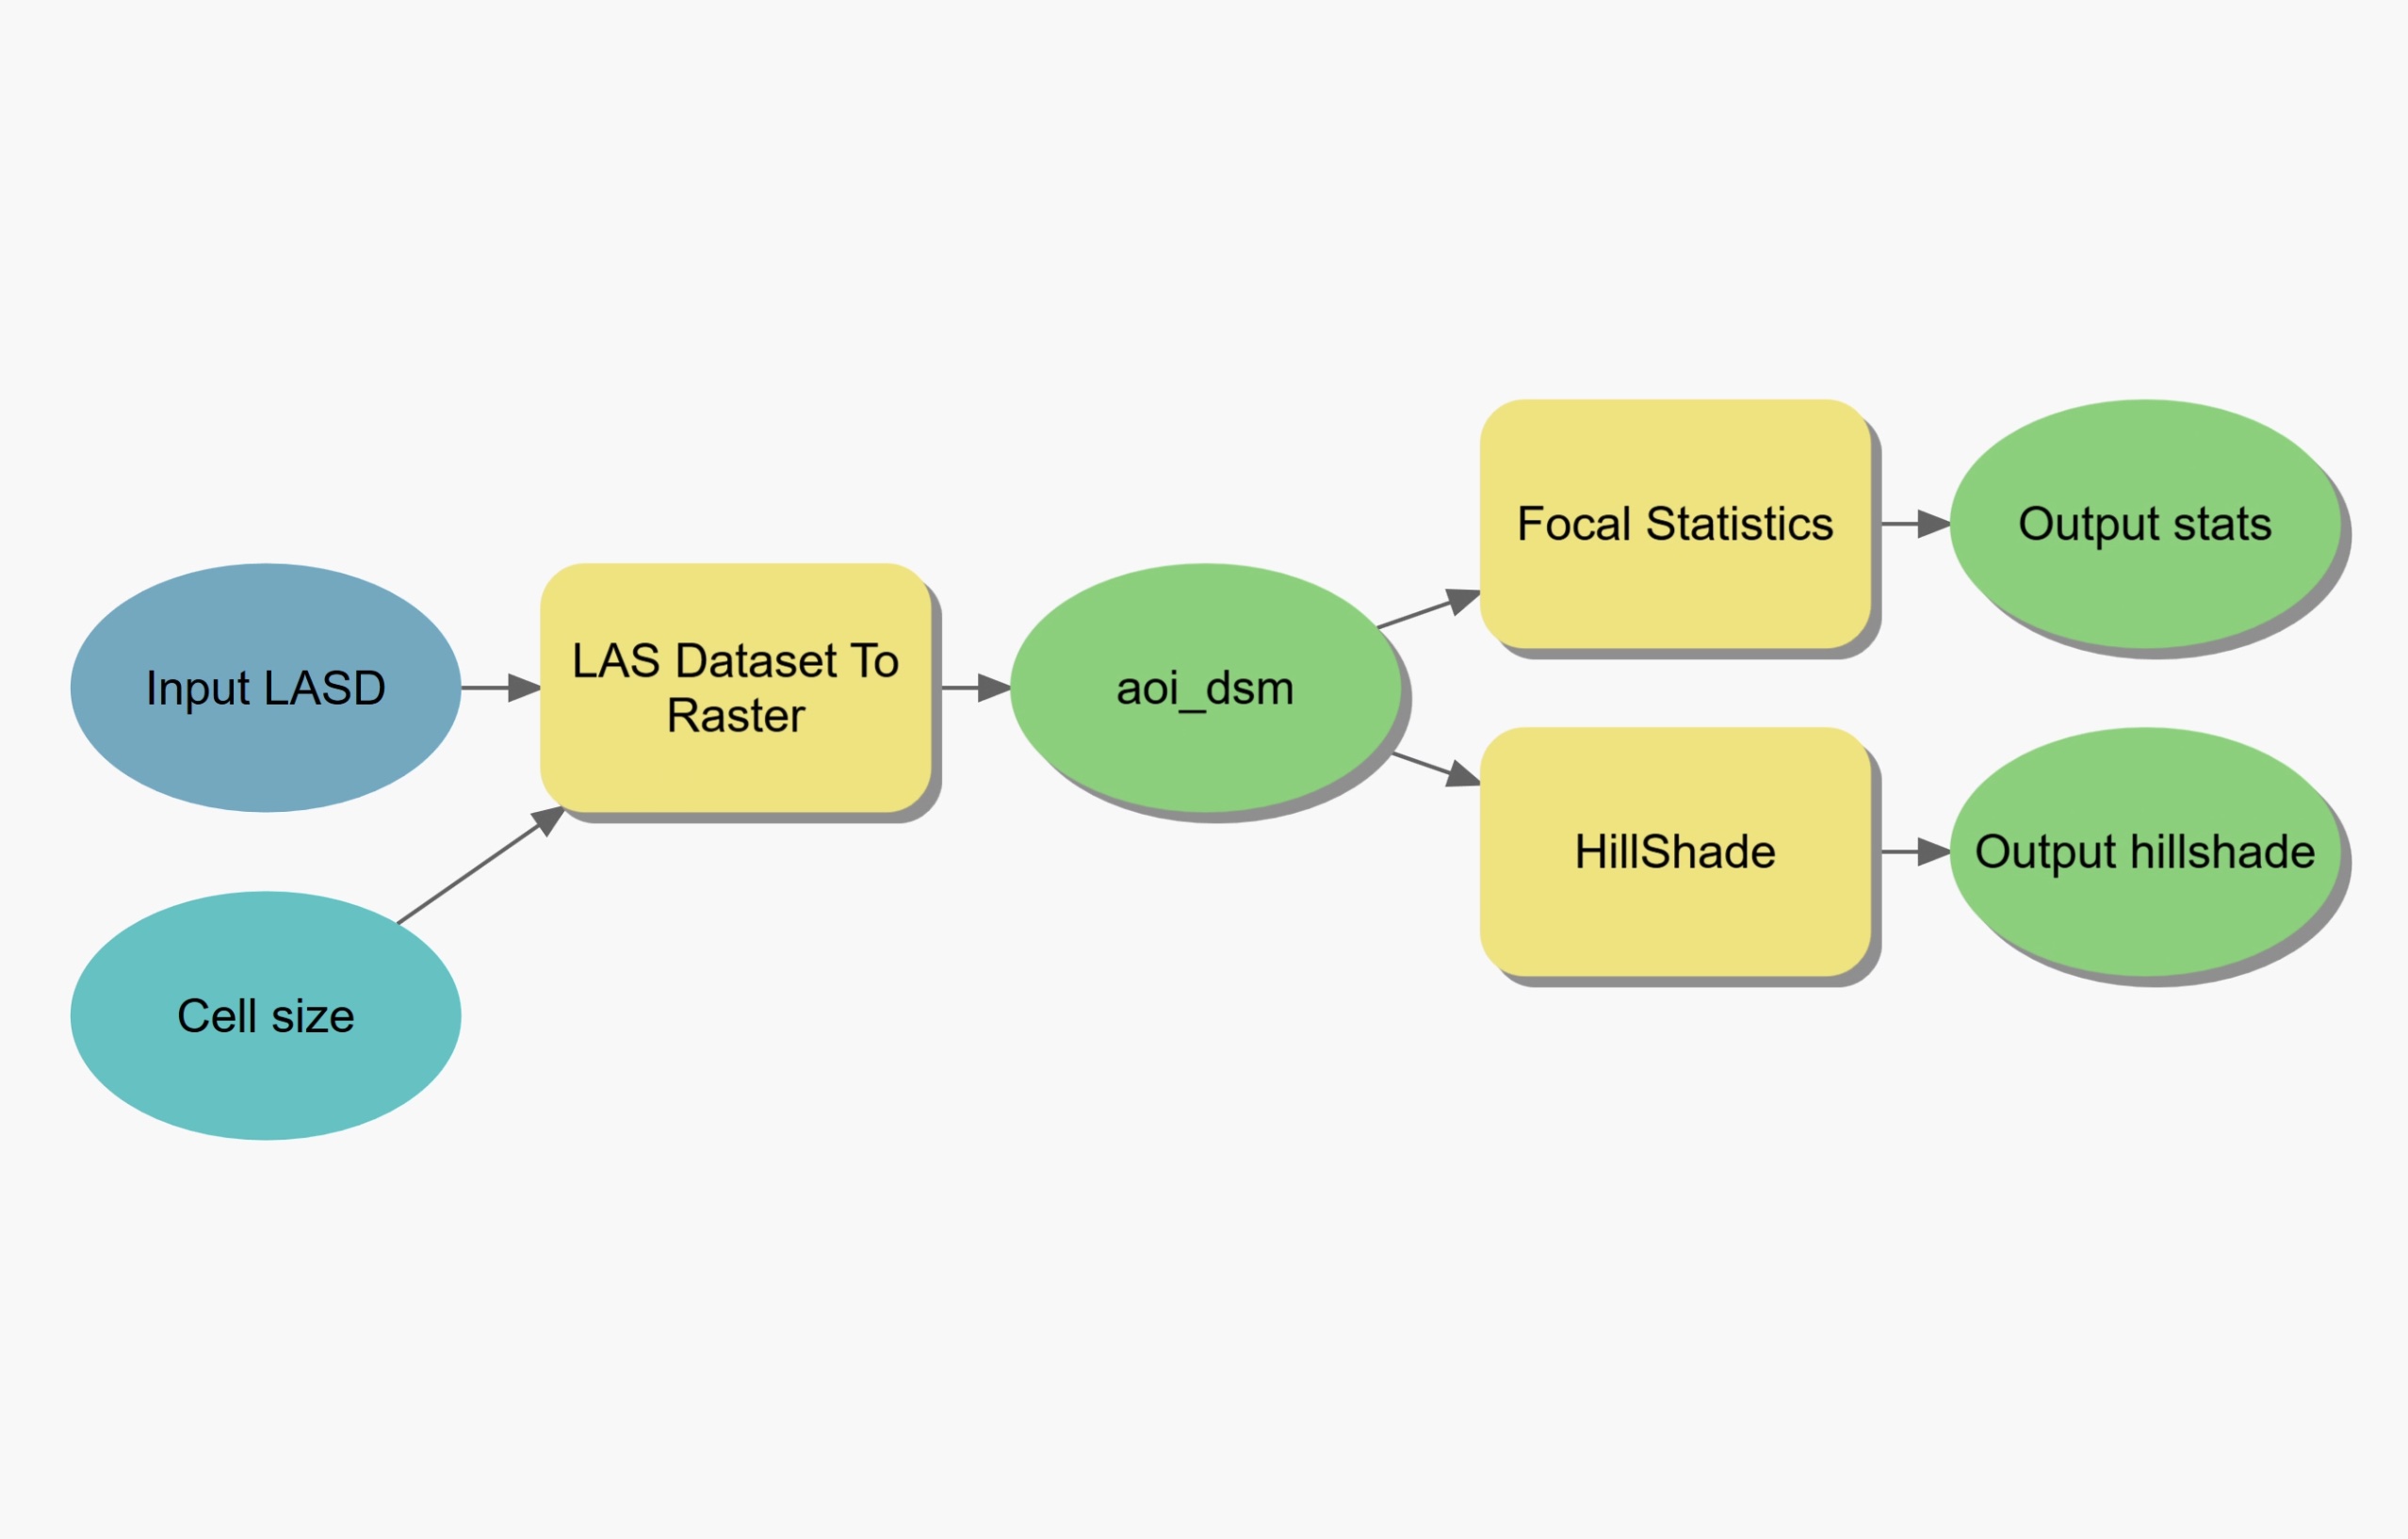 Input LASD
Cell size
LAS Dataset To
Raster
aoi_dsm
Focal Statistics
Output stats
HillShade
Output hillshade